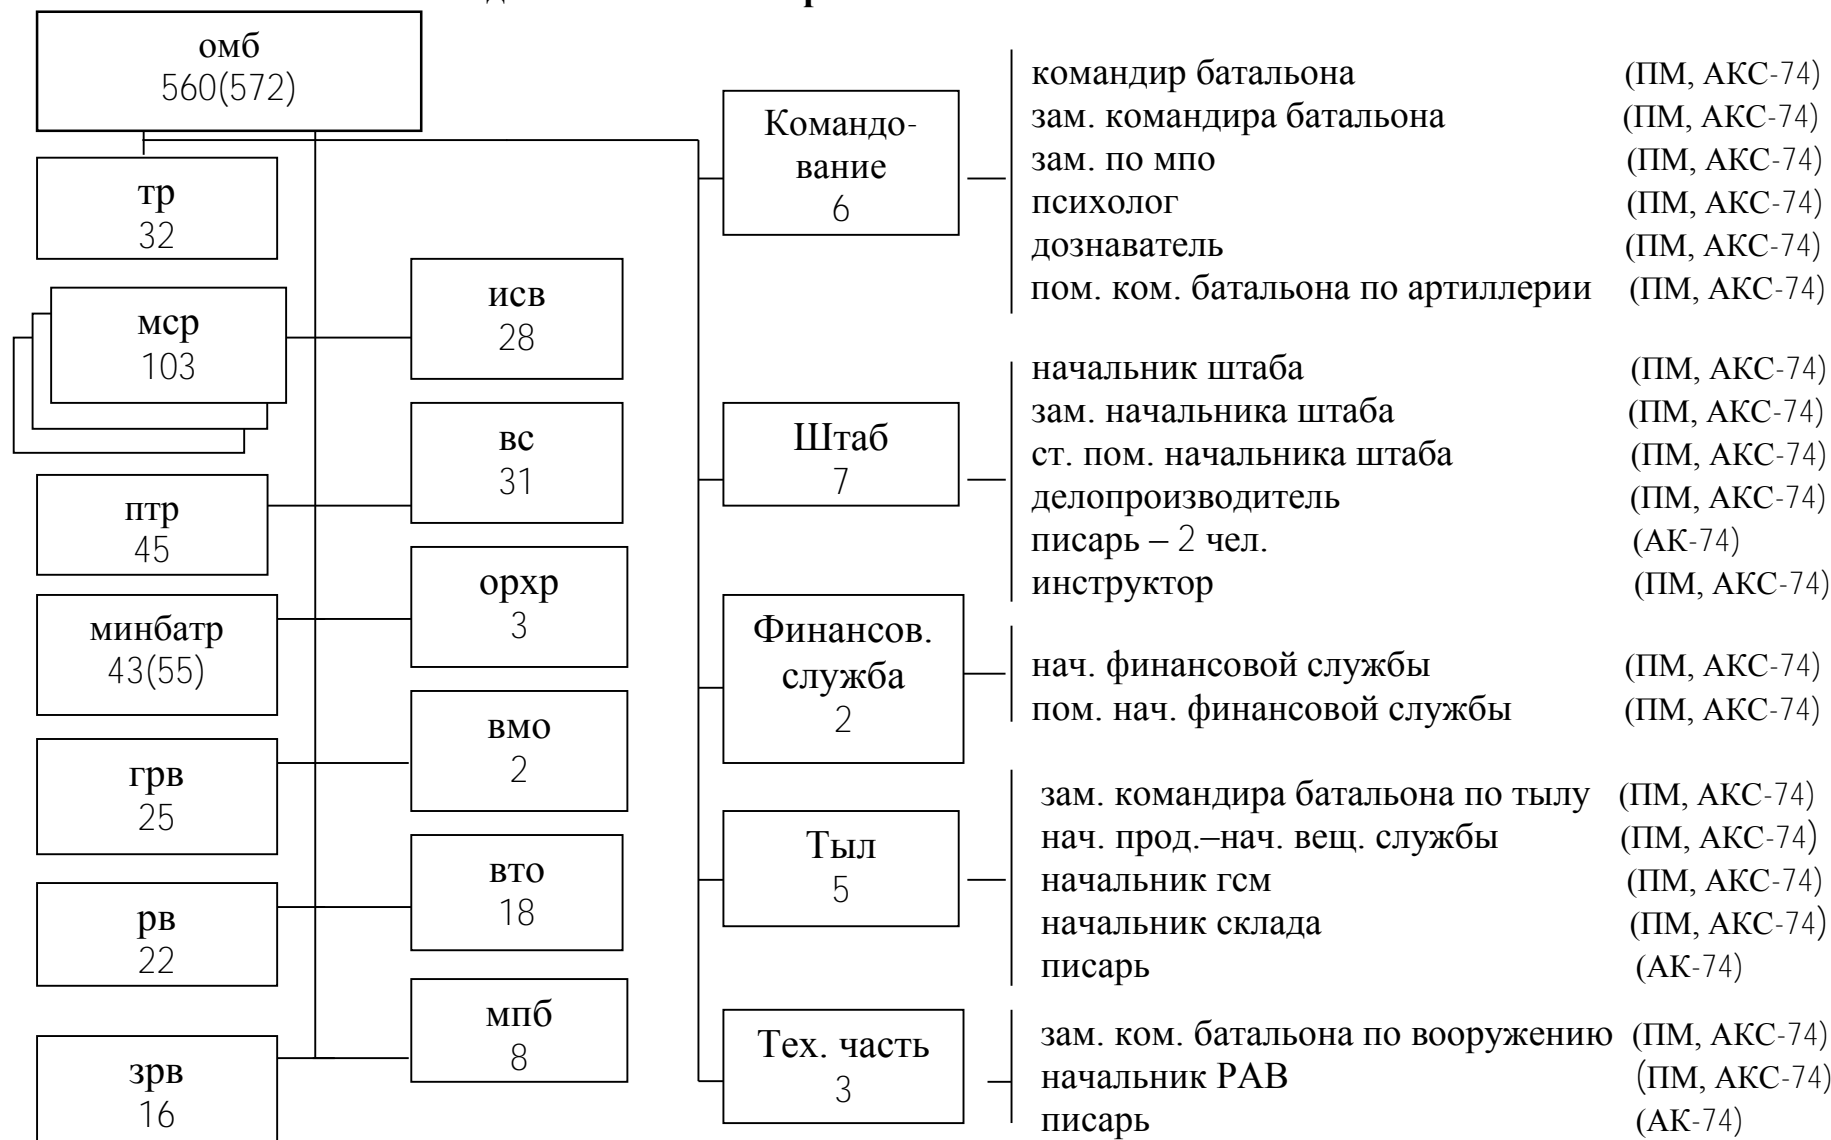 омб
560(572)
тр
32
мср
103
птр
45
минбатр
43(55)
грв
25
рв
22
зрв
16
исв
28
вс
31
орхр
3
вмо
2
вто
18
мпб
8
Командо-
вание
6
командир батальона (ПМ, АКС-74)
зам. командира батальона (ПМ, АКС-74)
зам. по мпо (ПМ, АКС-74)
психолог (ПМ, АКС-74)
дознаватель (ПМ, АКС-74)
пом. ком. батальона по артиллерии (ПМ, АКС-74)
Штаб
7
начальник штаба (ПМ, АКС-74)
зам. начальника штаба (ПМ, АКС-74)
ст. пом. начальника штаба (ПМ, АКС-74)
делопроизводитель (ПМ, АКС-74)
писарь – 2 чел. (АК-74)
инструктор (ПМ, АКС-74)
Финансов.
служба
2
нач. финансовой службы (ПМ, АКС-74)
пом. нач. финансовой службы (ПМ, АКС-74)
Тыл
5
зам. командира батальона по тылу (ПМ, АКС-74)
нач. прод.–нач. вещ. службы (ПМ, АКС-74)
начальник гсм (ПМ, АКС-74)
начальник склада (ПМ, АКС-74)
писарь (АК-74)
Тех. часть
3
зам. ком. батальона по вооружению (ПМ, АКС-74)
начальник РАВ (ПМ, АКС-74)
писарь (АК-74)